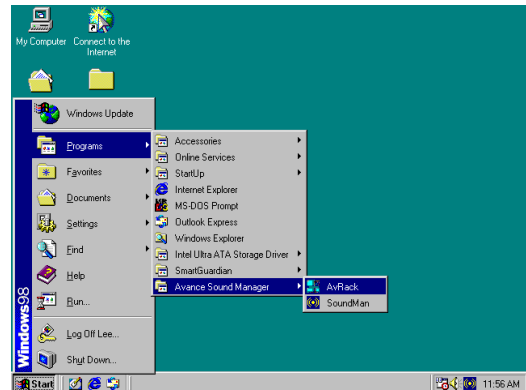 My Computer
Connect to the
Internet
Windows Update
Programs
Favorites
Documents
Settings
Find
Help
Run...
Log Off Lee...
Shut Down...
Windows98
Accessories
Online Services
StartUp
Internet Explorer
MS-DOS Prompt
Outlook Express
Windows Explorer
Intel Ultra ATA Storage Driver
SmartGuardian
Avance Sound Manager
AvRack
SoundMan
Start
11:56 AM